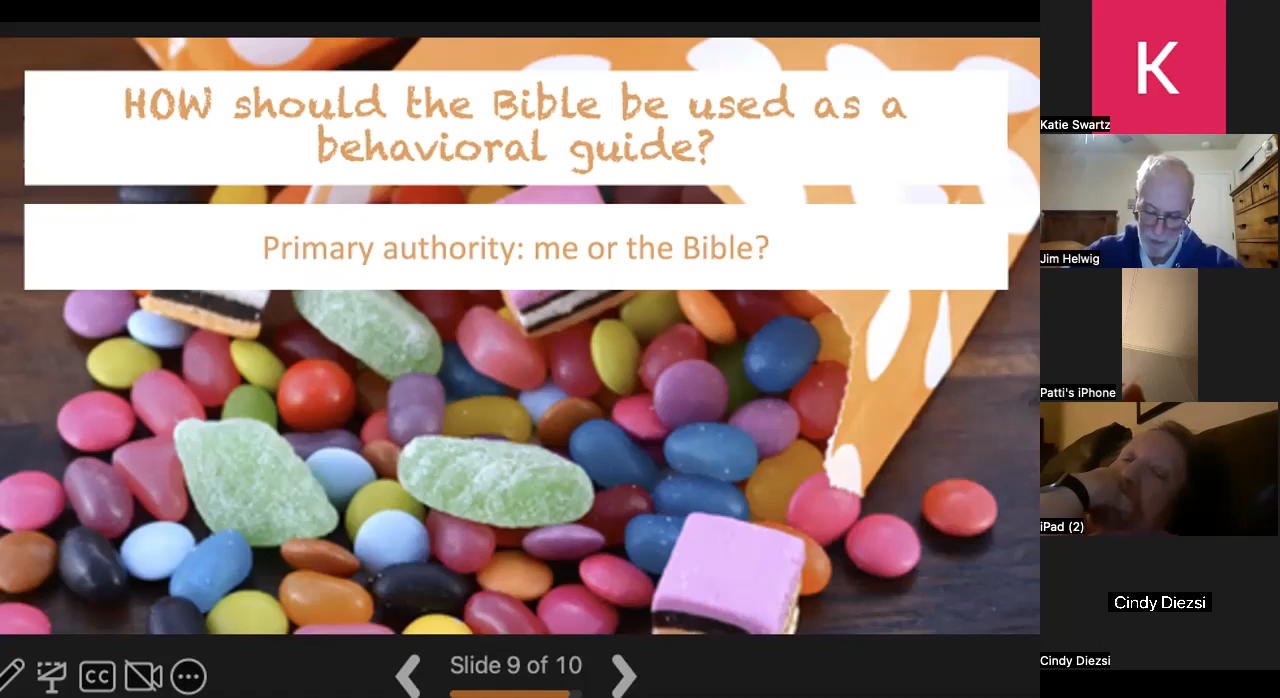 HOW should the Bible be used as a
behavioral guide?
Primary authority: me or the Bible?
CC
Slide 9 of 10
K
Katie Swartz
Jim Helwig
Patti's iPhone
iPad (2)
Cindy Diezsi
Cindy Diezsi